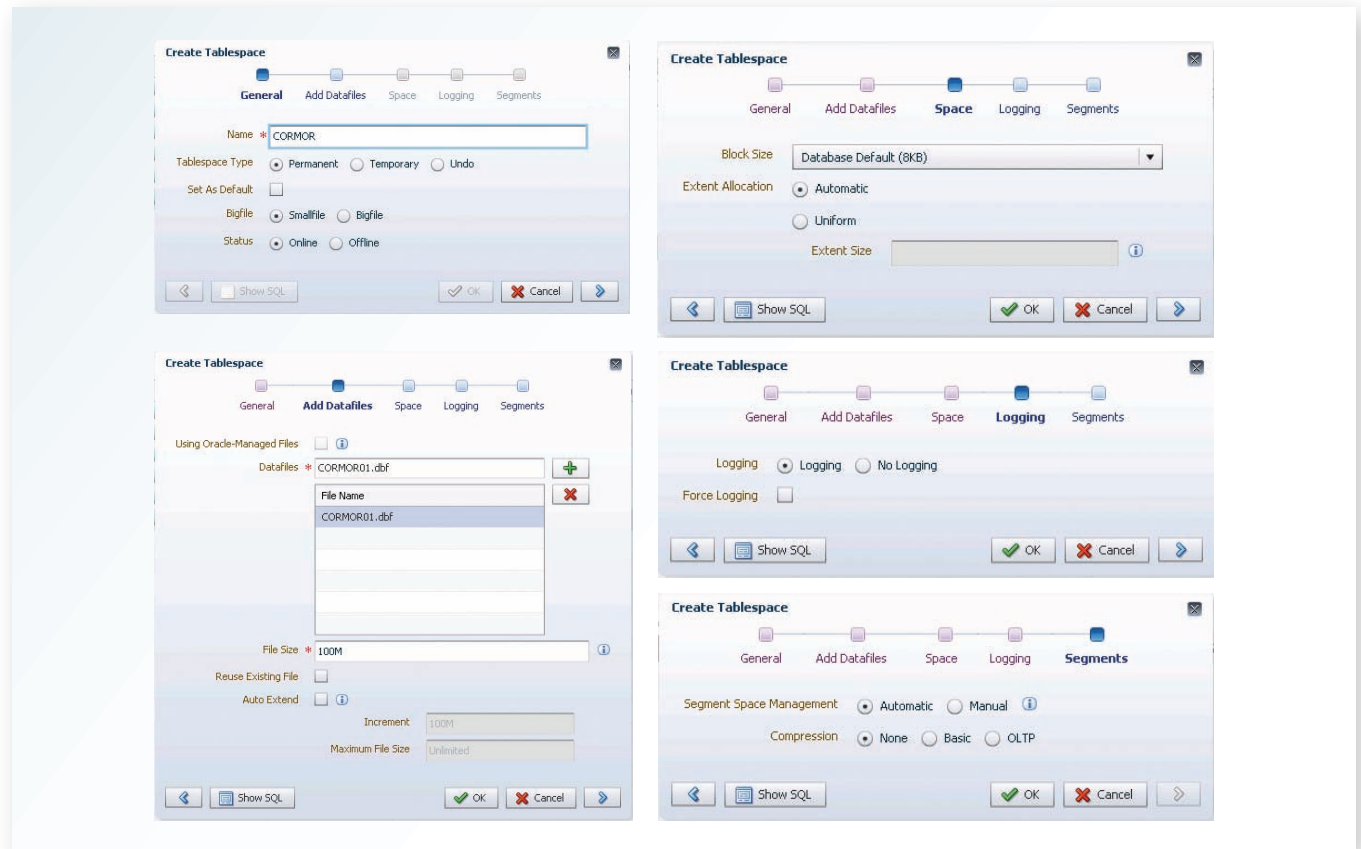 Create Tablespace
General Add Datafiles Space Logging Segments
Name * CORMOR
Tablespace Type Permanent Temporary Undo
Set As Default
Bigfile Smallfile Bigfile
Status Online Offline
Show SQL OK Cancel
Create Tablespace
General Add Datafiles Space Logging Segments
Using Oracle-Managed Files
Datafiles * CORMOR01.dbf
File Name
CORMOR01.dbf
File Size * 100M
Reuse Existing File
Auto Extend
Increment 100M
Maximum File Size Unlimited
Show SQL OK Cancel
Create Tablespace
General Add Datafiles Space Logging Segments
Block Size Database Default (8KB)
Extent Allocation Automatic
Uniform
Extent Size
Show SQL OK Cancel
Create Tablespace
General Add Datafiles Space Logging Segments
Logging Logging No Logging
Force Logging
Show SQL OK Cancel
Create Tablespace
General Add Datafiles Space Logging Segments
Segment Space Management Automatic Manual
Compression None Basic OLTP
Show SQL OK Cancel